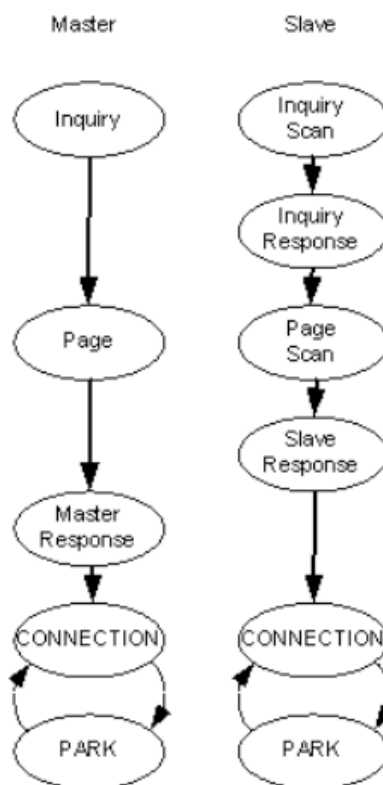 Master
Slave
Inquiry
Inquiry
Scan
Inquiry
Response
Page
Page
Scan
Slave
Response
Master
Response
CONNECTION
CONNECTION
PARK
PARK